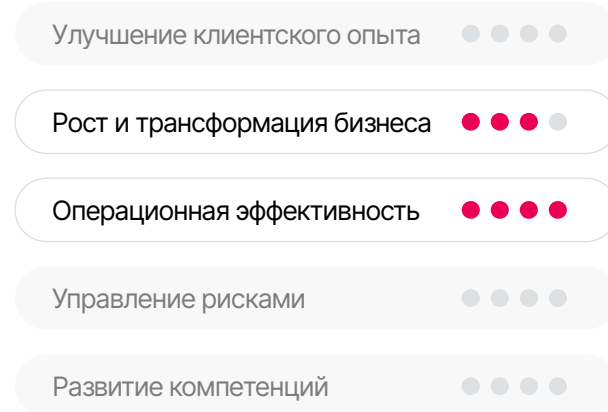 Улучшение клиентского опыта
Рост и трансформация бизнеса
Операционная эффективность
Управление рисками
Развитие компетенций